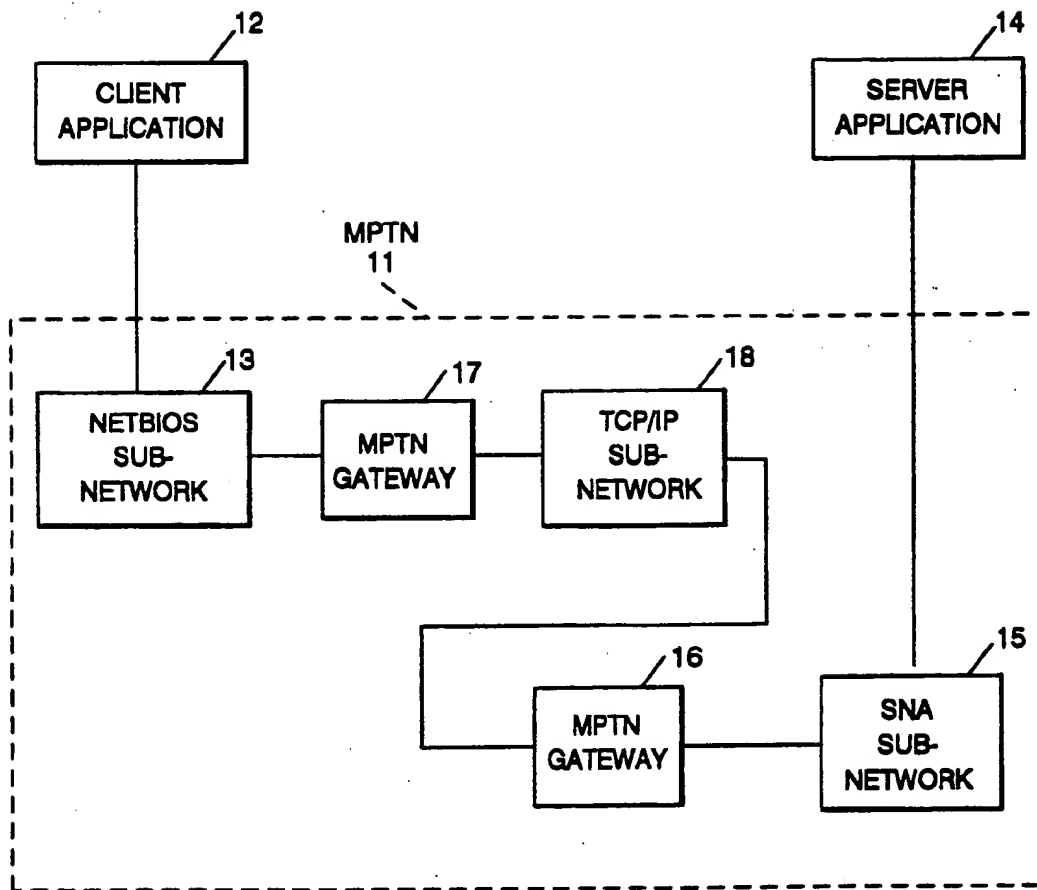 12
CLIENT
APPLICATION
14
SERVER
APPLICATION
MPTN
11
13
NETBIOS
SUB-
NETWORK
17
MPTN
GATEWAY
18
TCP/IP
SUB-
NETWORK
16
MPTN
GATEWAY
15
SNA
SUB-
NETWORK